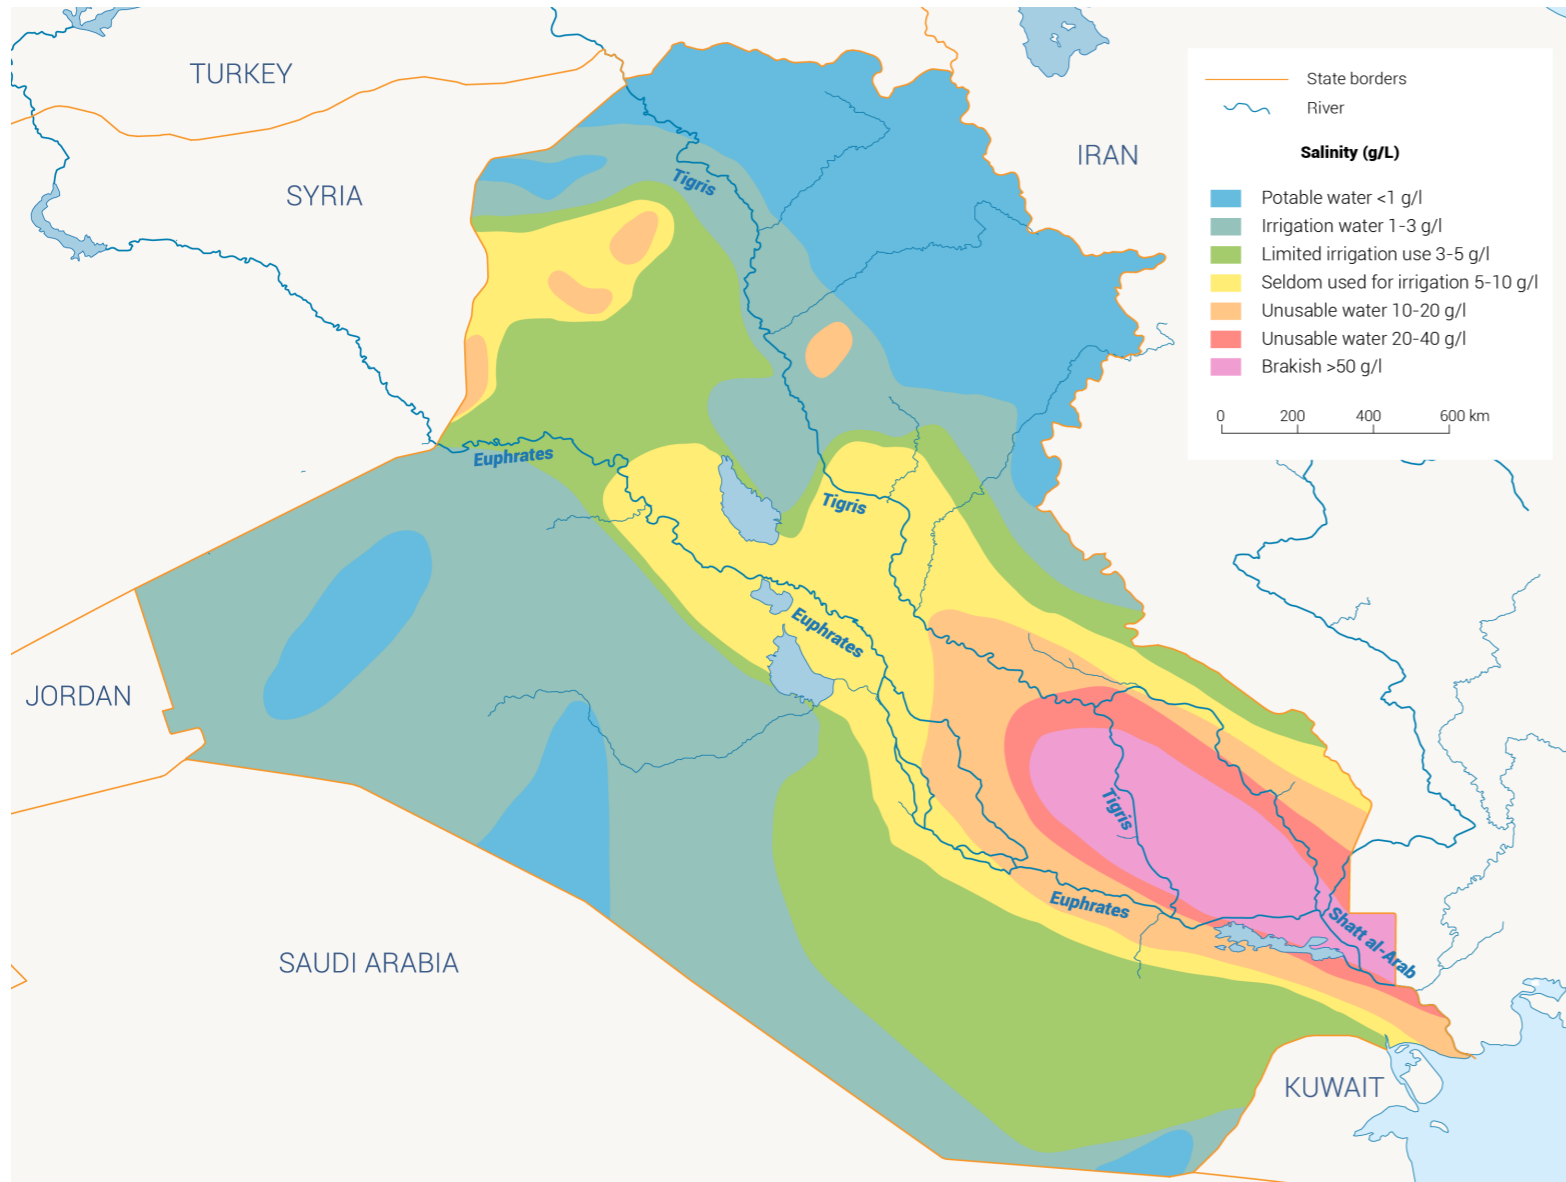 TURKEY
SYRIA
IRAN
JORDAN
SAUDI ARABIA
KUWAIT
Tigris
Euphrates
Tigris
Euphrates
Tigris
Euphrates
Shatt al-Arab
State borders
River
Salinity (g/L)
Potable water <1 g/l
Irrigation water 1-3 g/l
Limited irrigation use 3-5 g/l
Seldom used for irrigation 5-10 g/l
Unusable water 10-20 g/l
Unusable water 20-40 g/l
Brakish >50 g/l
0 200 400 600 km